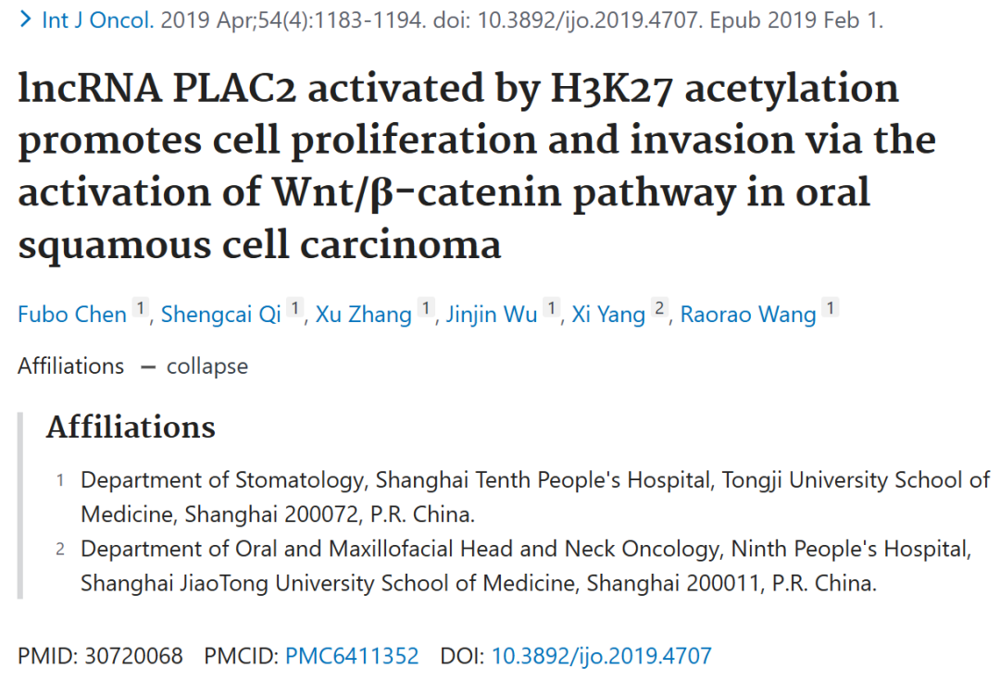 > Int J Oncol. 2019 Apr;54(4):1183-1194. doi: 10.3892/ijo.2019.4707. Epub 2019 Feb 1.
lncRNA PLAC2 activated by H3K27 acetylation
promotes cell proliferation and invasion via the
activation of Wnt/β-catenin pathway in oral
squamous cell carcinoma
Fubo Chen 1, Shengcai Qi 1, Xu Zhang 1, Jinjin Wu 1, Xi Yang 2, Raorao Wang 1
Affiliations — collapse
Affiliations
1 Department of Stomatology, Shanghai Tenth People's Hospital, Tongji University School of
Medicine, Shanghai 200072, P.R. China.
2 Department of Oral and Maxillofacial Head and Neck Oncology, Ninth People's Hospital,
Shanghai JiaoTong University School of Medicine, Shanghai 200011, P.R. China.
PMID: 30720068 PMCID: PMC6411352 DOI: 10.3892/ijo.2019.4707